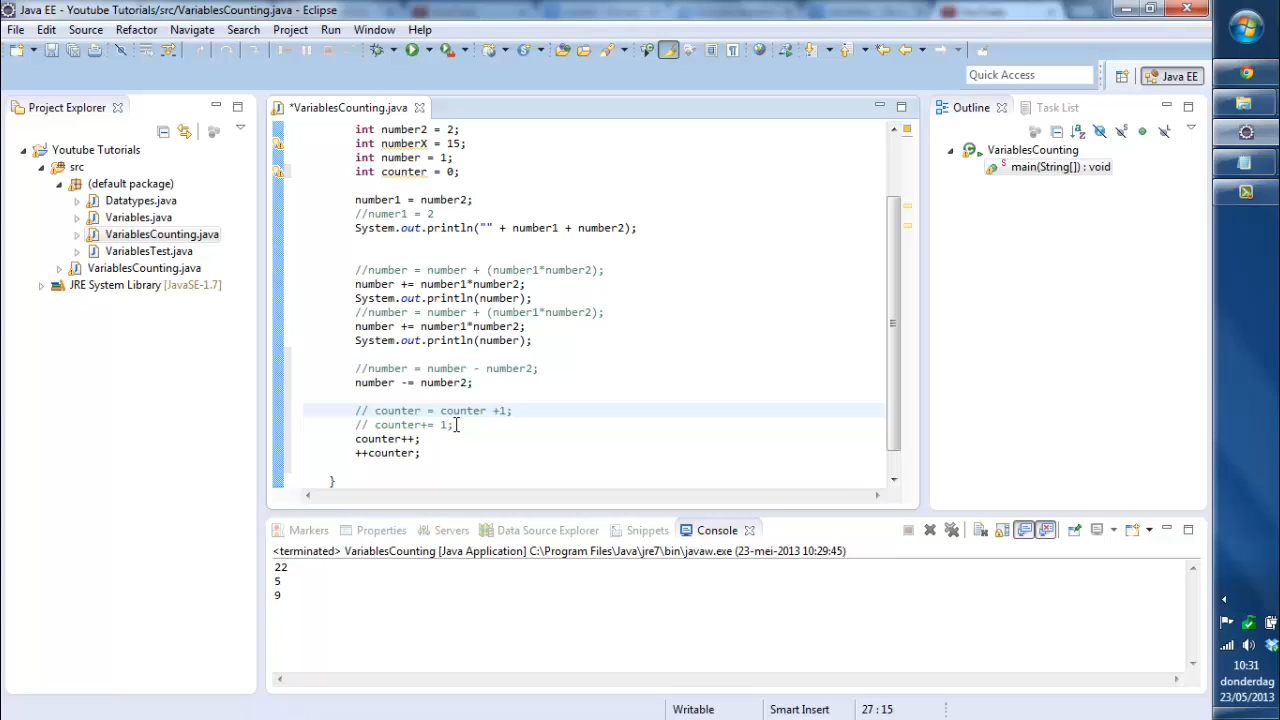 Java EE - Youtube Tutorials/src/VariablesCounting.java - Eclipse
File Edit Source Refactor Navigate Search Project Run Window Help
Quick Access
Java EE
Project Explorer
*VariablesCounting.java
Outline
Task List
Youtube Tutorials
src
(default package)
Datatypes.java
Variables.java
VariablesCounting.java
VariablesTest.java
VariablesCounting.java
JRE System Library [JavaSE-1.7]
int number2 = 2;
int numberX = 15;
int number = 1;
int counter = 0;
number1 = number2;
//numer1 = 2
System.out.println("" + number1 + number2);
//number = number + (number1*number2);
number += number1*number2;
System.out.println(number);
//number = number + (number1*number2);
number += number1*number2;
System.out.println(number);
//number = number - number2;
number -= number2;
// counter = counter +1;
// counter+= 1;
counter++;
++counter;
}
VariablesCounting
main(String[]) : void
Markers
Properties
Servers
Data Source Explorer
Snippets
Console
<terminated> VariablesCounting [Java Application] C:\Program Files\Java\jre7\bin\javaw.exe (23-mei-2013 10:29:45)
22
5
9
Writable
Smart Insert
27 : 15
10:31
donderdag
23/05/2013